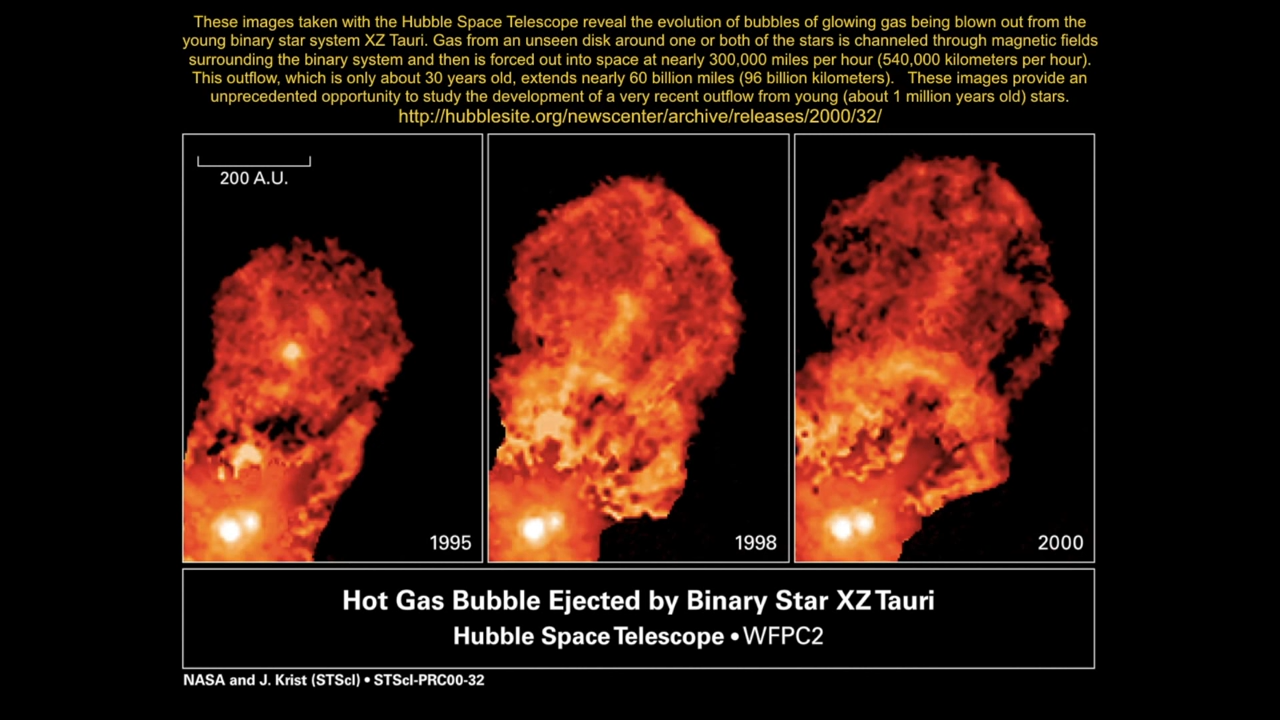 These images taken with the Hubble Space Telescope reveal the evolution of bubbles of glowing gas being blown out from the
young binary star system XZ Tauri. Gas from an unseen disk around one or both of the stars is channeled through magnetic fields
surrounding the binary system and then is forced out into space at nearly 300,000 miles per hour (540,000 kilometers per hour).
This outflow, which is only about 30 years old, extends nearly 60 billion miles (96 billion kilometers).   These images provide an
unprecedented opportunity to study the development of a very recent outflow from young (about 1 million years old) stars.
http://hubblesite.org/newscenter/archive/releases/2000/32/
200 A.U.
1995
1998
2000
Hot Gas Bubble Ejected by Binary Star XZ Tauri
Hubble Space Telescope • WFPC2
NASA and J. Krist (STScI) • STScI-PRC00-32